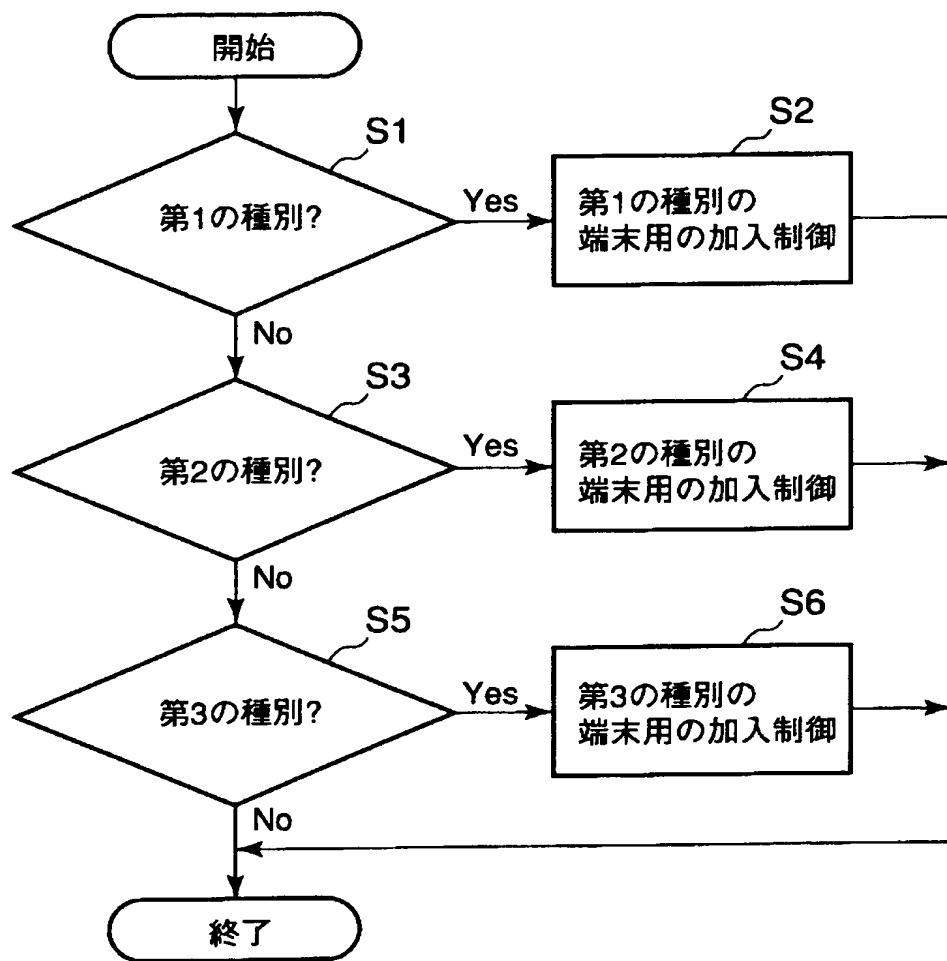 開始
S1
第1の種別?
Yes
S2
第1の種別の
端末用の加入制御
No
S3
第2の種別?
Yes
S4
第2の種別の
端末用の加入制御
No
S5
第3の種別?
Yes
S6
第3の種別の
端末用の加入制御
No
終了